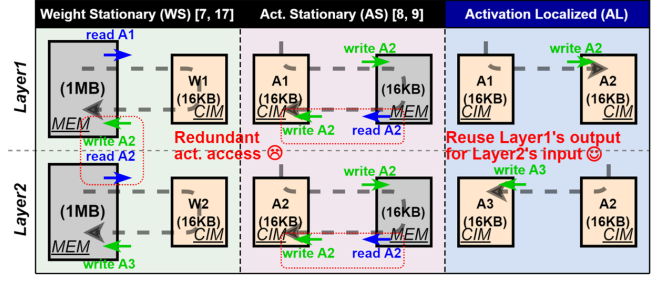 Weight Stationary (WS) [7, 17]
Act. Stationary (AS) [8, 9]
Activation Localized (AL)
Layer1
read A1
(1MB)
MEM
write A2
W1
(16KB)
CIM
Redundant
act. access ☹
write A2
A1
(16KB)
CIM
write A2
(16KB)
MEM
read A2
write A2
A1
(16KB)
CIM
A2
(16KB)
CIM
Reuse Layer1's output
for Layer2's input ☺
Layer2
read A2
(1MB)
MEM
write A3
W2
(16KB)
CIM
write A2
A2
(16KB)
CIM
write A2
(16KB)
MEM
read A2
write A3
A3
(16KB)
CIM
A2
(16KB)
CIM